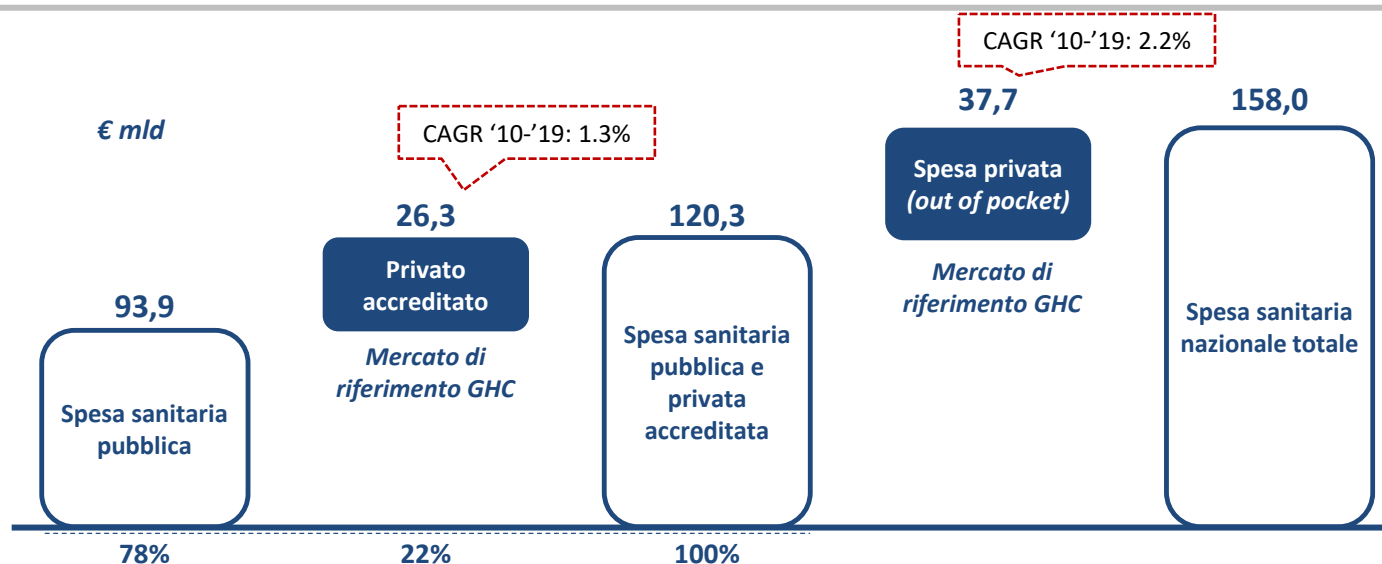 CAGR ‘10-’19: 2.2%
37,7
158,0
€ mld
CAGR ‘10-’19: 1.3%
Spesa privata
(out of pocket)
26,3
120,3
Privato
accreditato
Mercato di
riferimento GHC
93,9
Mercato di
riferimento GHC
Spesa sanitaria
pubblica e
privata
accreditata
Spesa sanitaria
nazionale totale
Spesa sanitaria
pubblica
78%
22%
100%